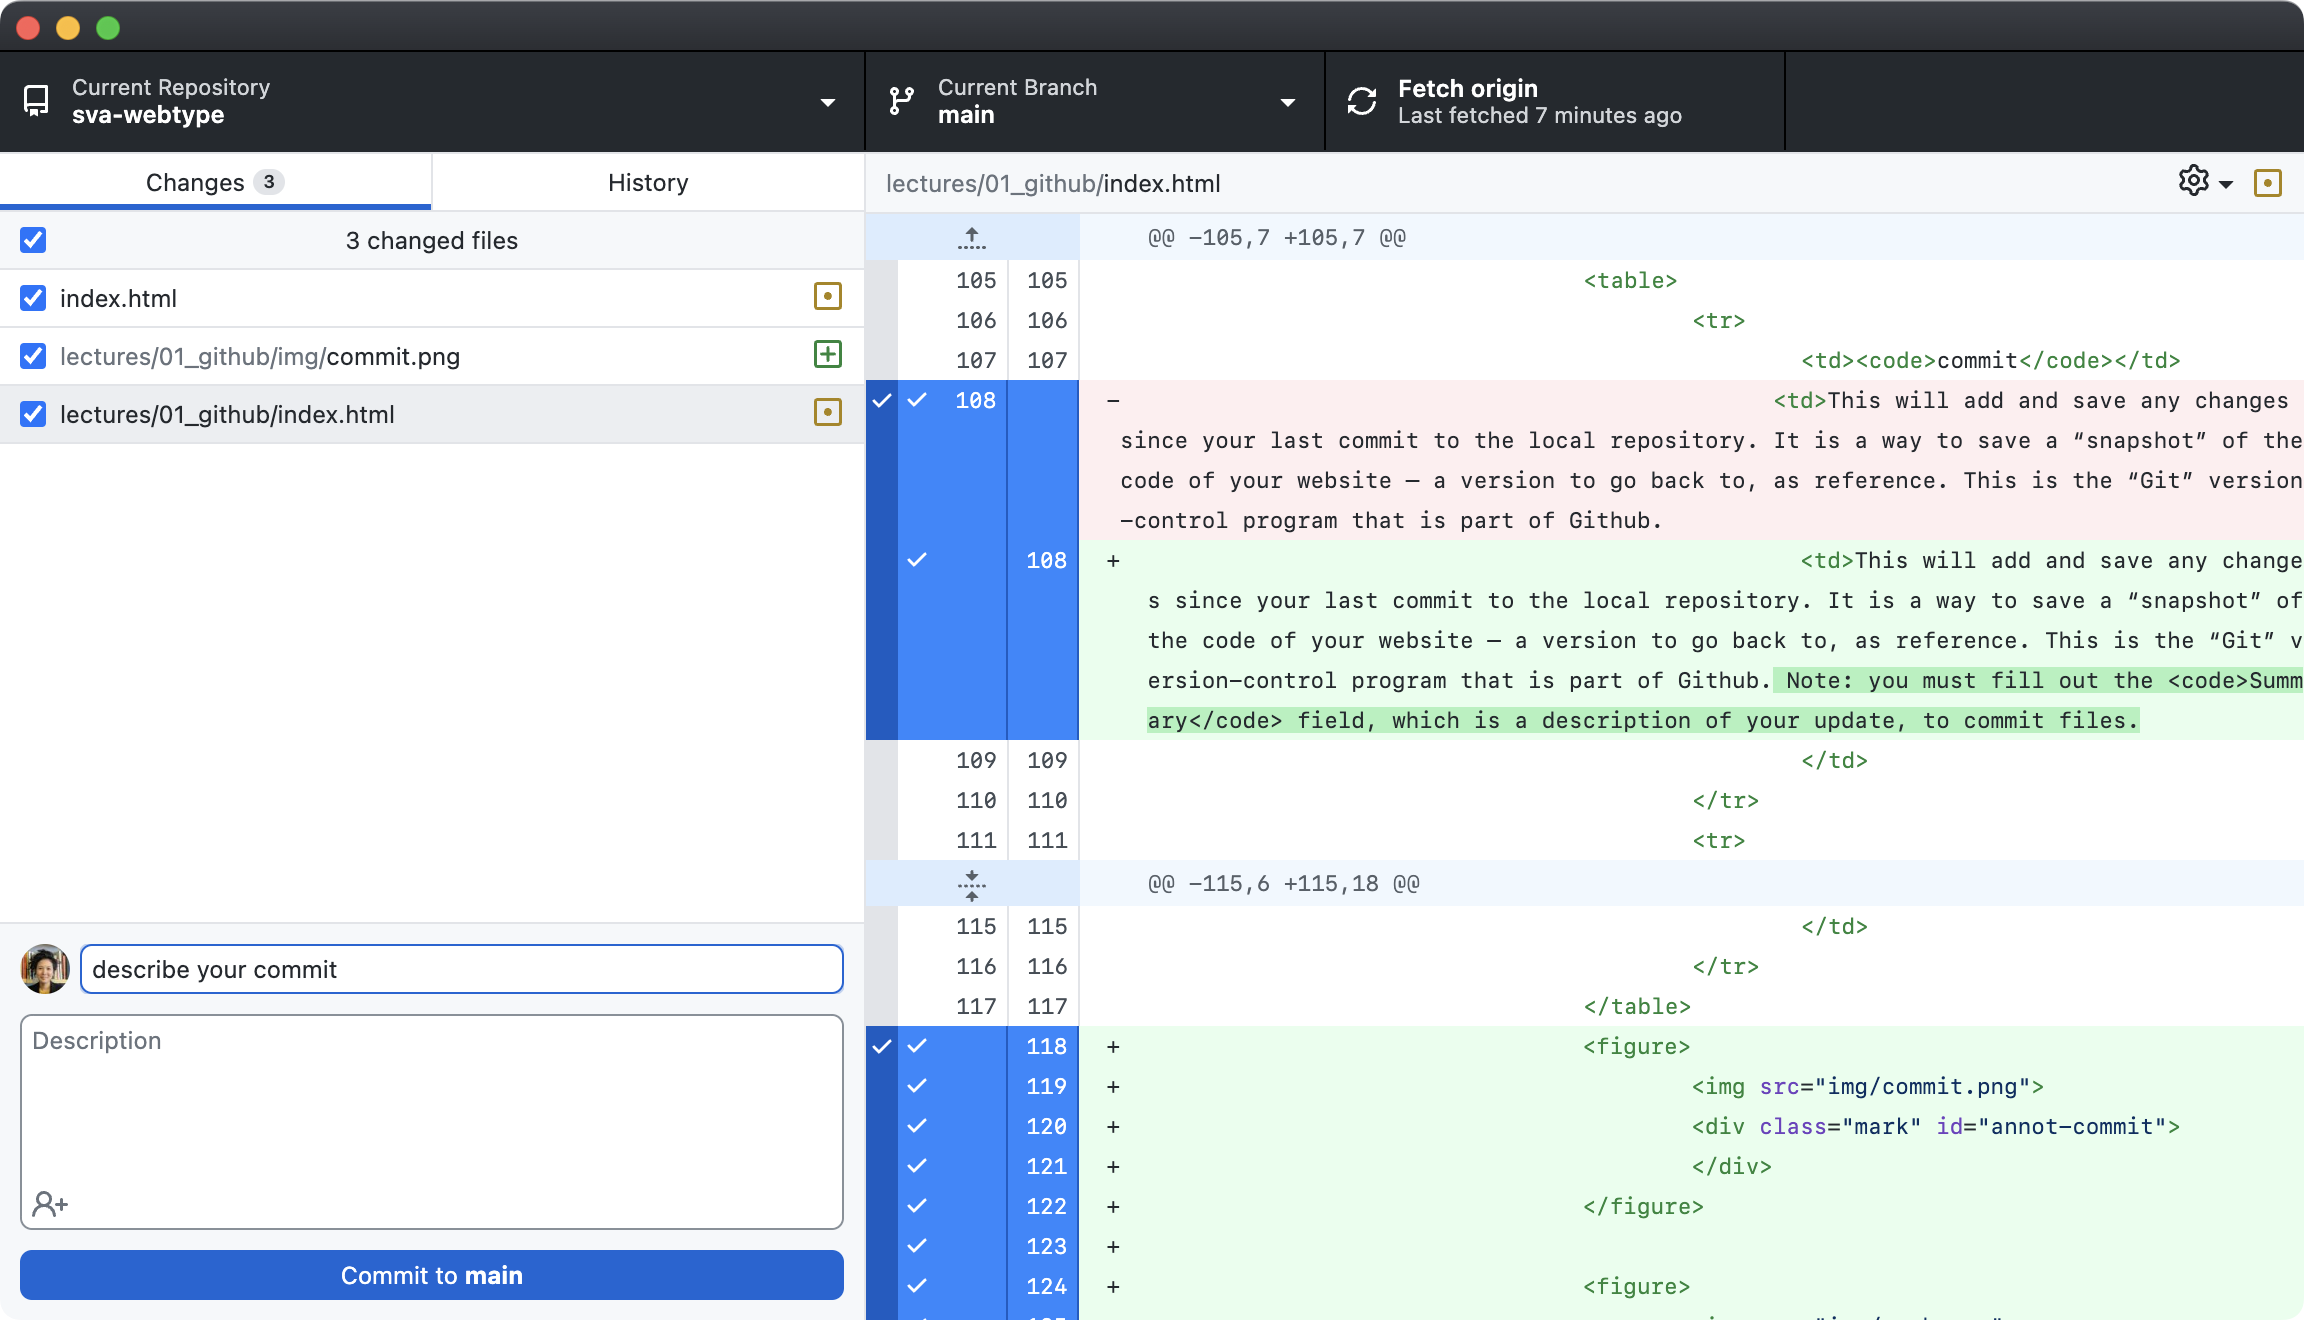 Current Repository
sva-webtype
Current Branch
main
Fetch origin
Last fetched 7 minutes ago
Changes 3
History
3 changed files
index.html
lectures/01_github/img/commit.png
lectures/01_github/index.html
describe your commit
Description
Commit to main
lectures/01_github/index.html
@@ -105,7 +105,7 @@
105 105 <table>
106 106 <tr>
107 107 <td><code>commit</code></td>
108 - <td>This will add and save any changes
since your last commit to the local repository. It is a way to save a “snapshot” of the
code of your website — a version to go back to, as reference. This is the “Git” version
-control program that is part of Github.
108 + <td>This will add and save any change
s since your last commit to the local repository. It is a way to save a “snapshot” of
the code of your website — a version to go back to, as reference. This is the “Git” v
ersion-control program that is part of Github. Note: you must fill out the <code>Summ
ary</code> field, which is a description of your update, to commit files.
109 109 </td>
110 110 </tr>
111 111 <tr>
@@ -115,6 +115,18 @@
115 115 </td>
116 116 </tr>
117 117 </table>
118 + <figure>
119 + <img src="img/commit.png">
120 + <div class="mark" id="annot-commit">
121 + </div>
122 + </figure>
123 +
124 + <figure>